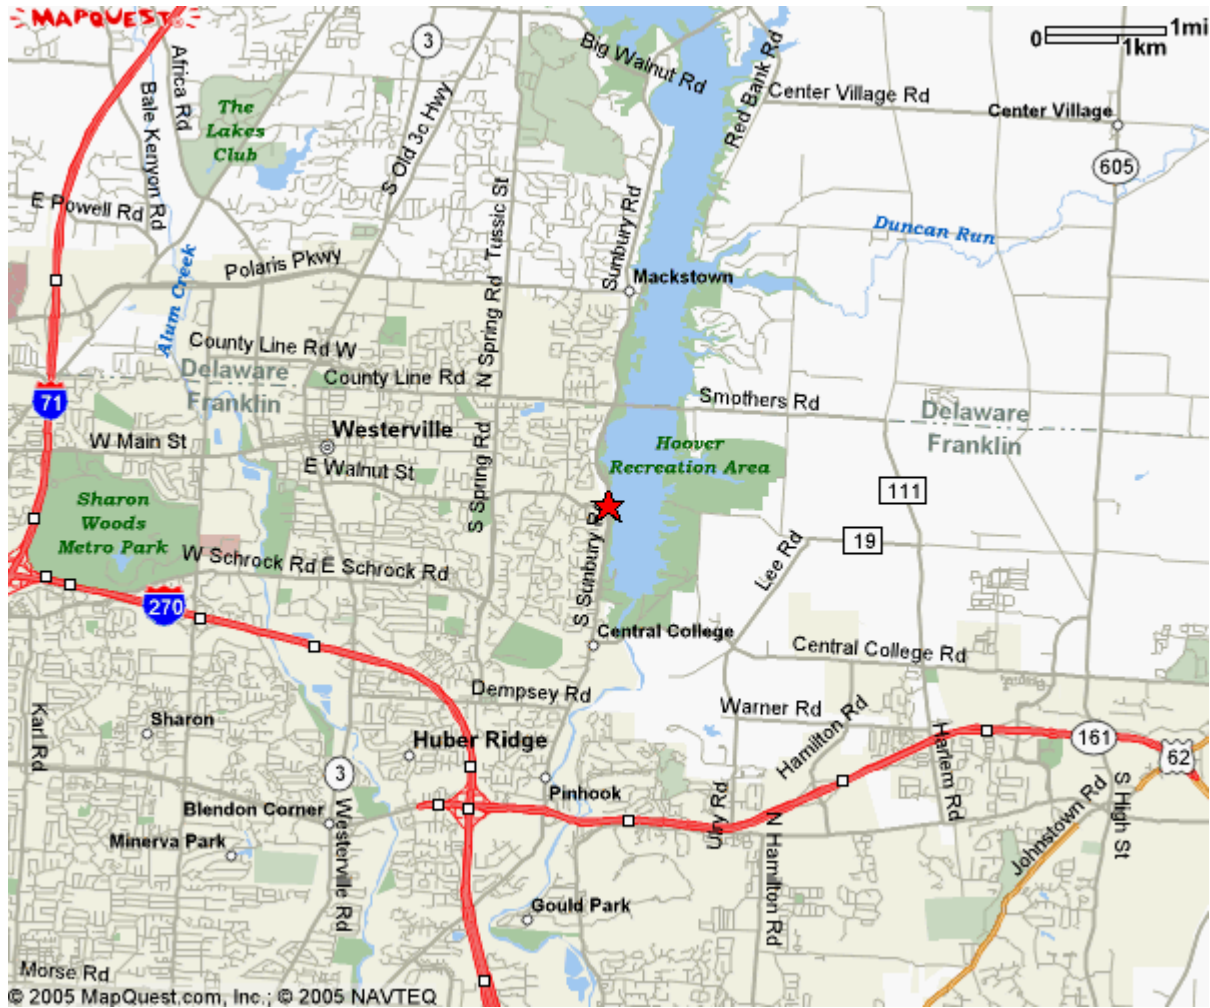 MAPQUEST
0
1mi
1km
3
Big Walnut Rd
Red Bank Rd
Center Village Rd
Center Village
Africa Rd
Bale Kenyon Rd
The
Lakes
Club
S Old 3c Hwy
605
E Powell Rd
Tussic St
Sunbury Rd
Duncan Run
Alum Creek
Polaris Pkwy
Mackstown
County Line Rd W
N Spring Rd
Delaware
County Line Rd
Franklin
71
Smothers Rd
Delaware
Franklin
Westerville
W Main St
E Walnut St
S Spring Rd
Hoover
Recreation Area
Sharon
Woods
Metro Park
111
S Sunbury Rd
19
Lee Rd
W Schrock Rd
E Schrock Rd
270
Central College
Central College Rd
Dempsey Rd
Warner Rd
Hamilton Rd
Karl Rd
Sharon
Huber Ridge
Harlem Rd
161
62
3
Pinhook
S High St
Blendon Corner
Westerville Rd
Ulry Rd
N Hamilton Rd
Johnstown Rd
Minerva Park
Gould Park
Morse Rd
© 2005 MapQuest.com, Inc.; © 2005 NAVTEQ